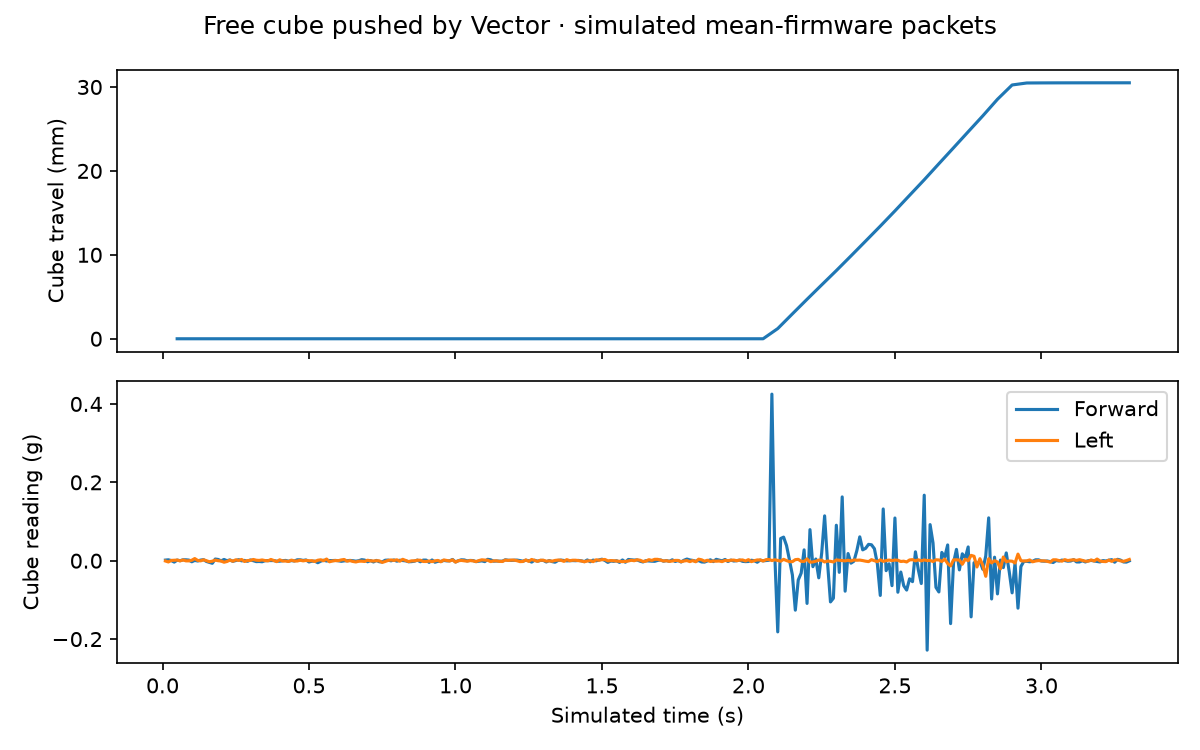 Free cube pushed by Vector · simulated mean-firmware packets
Cube travel (mm)
30
20
10
0
Cube reading (g)
0.4
0.2
0.0
−0.2
Forward
Left
0.0 0.5 1.0 1.5 2.0 2.5 3.0
Simulated time (s)